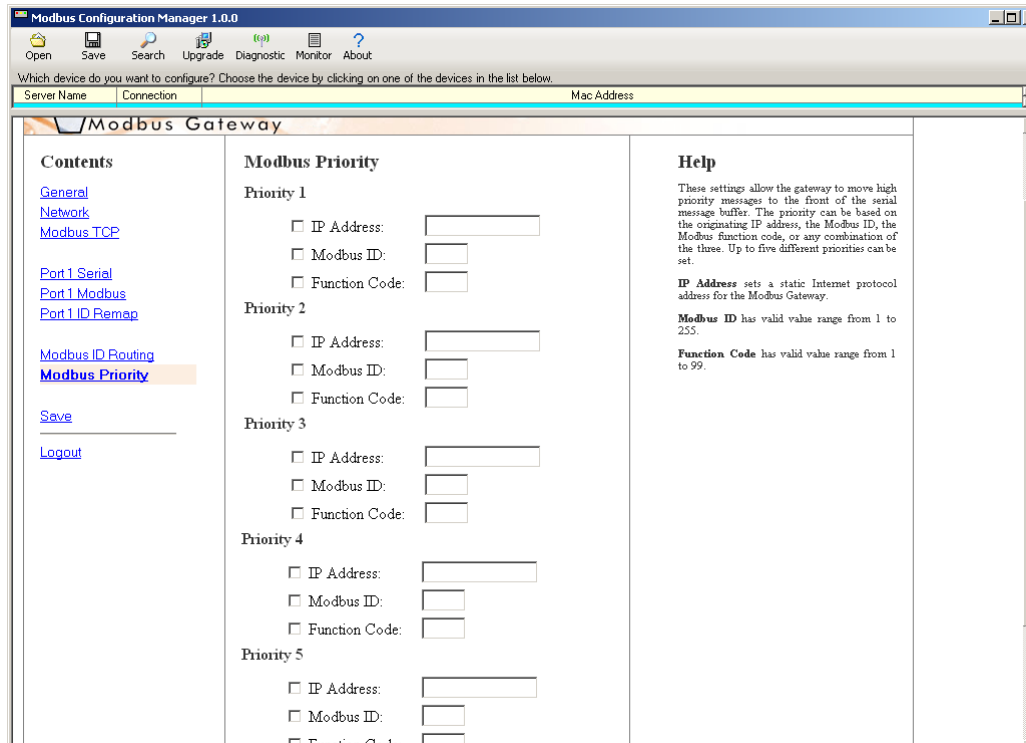 Modbus Configuration Manager 1.0.0
Open Save Search Upgrade Diagnostic Monitor About
Which device do you want to configure? Choose the device by clicking on one of the devices in the list below.
Server Name Connection Mac Address
Modbus Gateway
Contents
General
Network
Modbus TCP
Port1 Serial
Port1 Modbus
Port1 ID Remap
Modbus ID Routing
Modbus Priority
Save
Logout
Modbus Priority
Priority 1
IP Address:
Modbus ID:
Function Code:
Priority 2
IP Address:
Modbus ID:
Function Code:
Priority 3
IP Address:
Modbus ID:
Function Code:
Priority 4
IP Address:
Modbus ID:
Function Code:
Priority 5
IP Address:
Modbus ID:
Function Code:
Help
These settings allow the gateway to move high
priority messages to the front of the serial
message buffer. The priority can be based on
the originating IP address, the Modbus ID, the
Modbus function code, or any combination of
the three. Up to five different priorities can be
set.
IP Address sets a static Internet protocol
address for the Modbus Gateway.
Modbus ID has valid value range from 1 to
255.
Function Code has valid value range from 1
to 99.